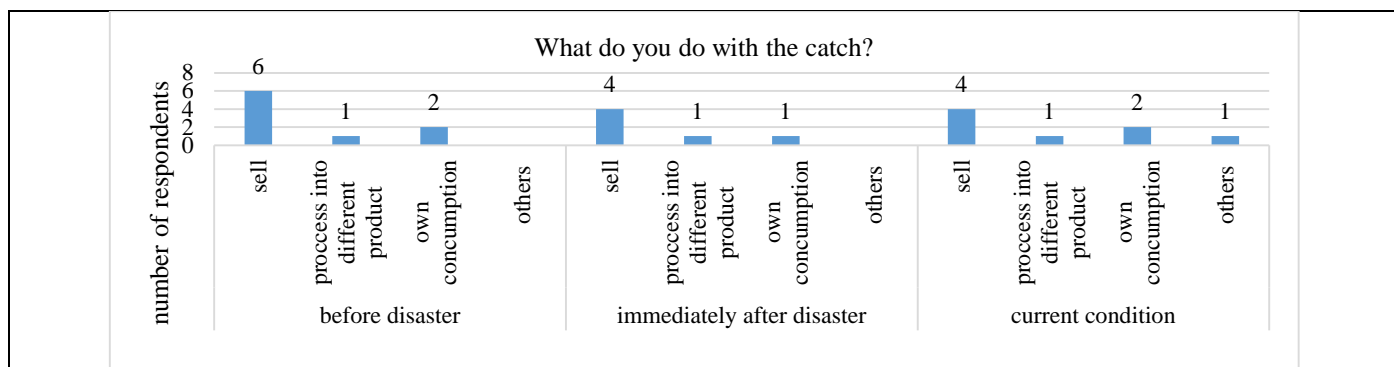 What do you do with the catch?
number of respondents
8
6
4
2
0
6
1
2
4
1
1
4
1
2
1
sell
proccess into
different
product
own
concumption
others
sell
proccess into
different
product
own
concumption
others
sell
proccess into
different
product
own
concumption
others
before disaster
immediately after disaster
current condition